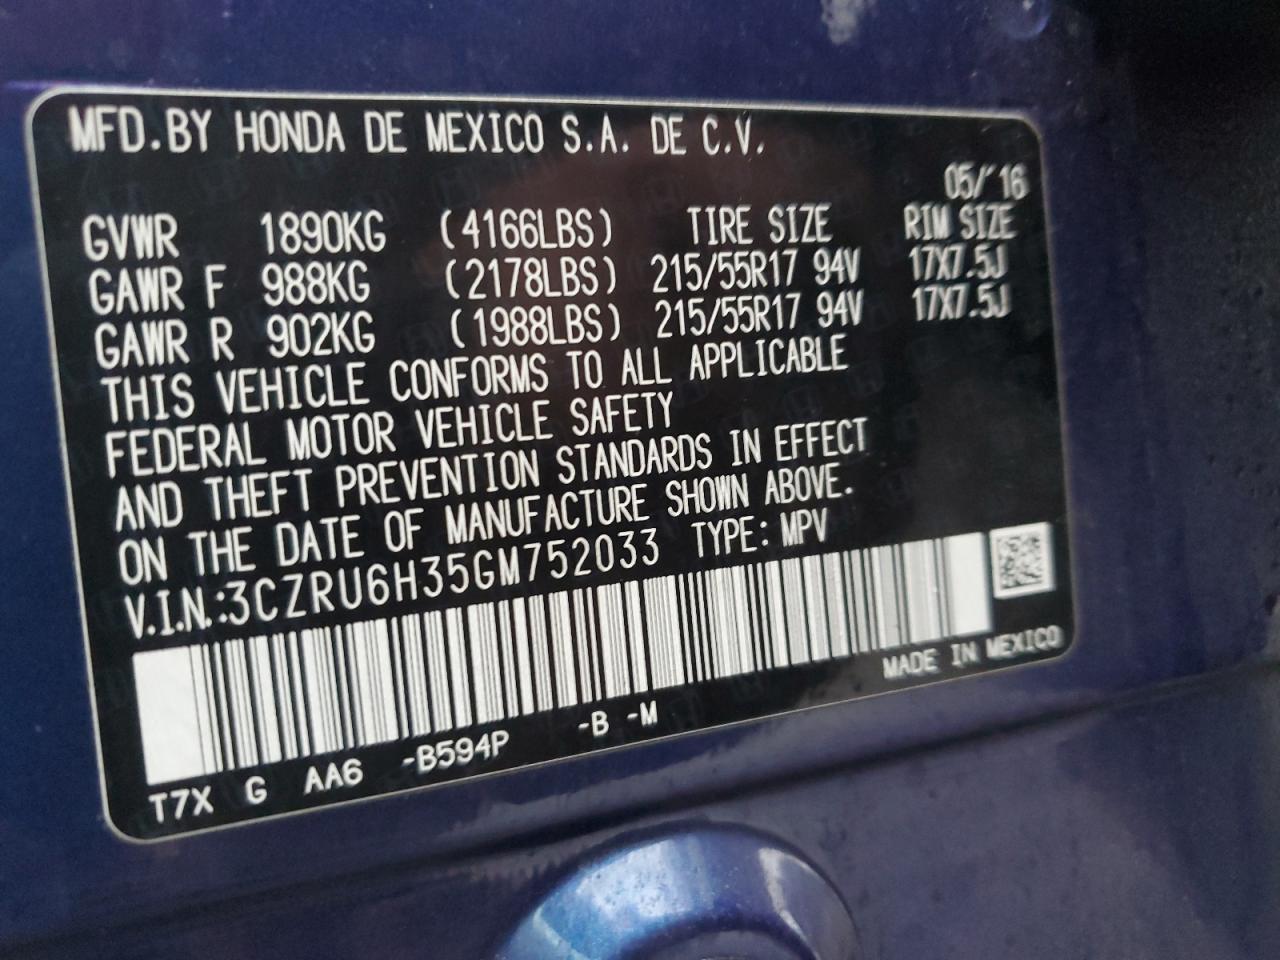 MFD.BY HONDA DE MEXICO S.A. DE C.V.
05/'16
GVWR 1890KG (4166LBS) TIRE SIZE RIM SIZE
GAWR F 988KG (2178LBS) 215/55R17 94V 17X7.5J
GAWR R 902KG (1988LBS) 215/55R17 94V 17X7.5J
THIS VEHICLE CONFORMS TO ALL APPLICABLE
FEDERAL MOTOR VEHICLE SAFETY
AND THEFT PREVENTION STANDARDS IN EFFECT
ON THE DATE OF MANUFACTURE SHOWN ABOVE.
V.I.N.:3CZRU6H35GM752033 TYPE: MPV
MADE IN MEXICO
T7X G AA6 -B594P -B -M